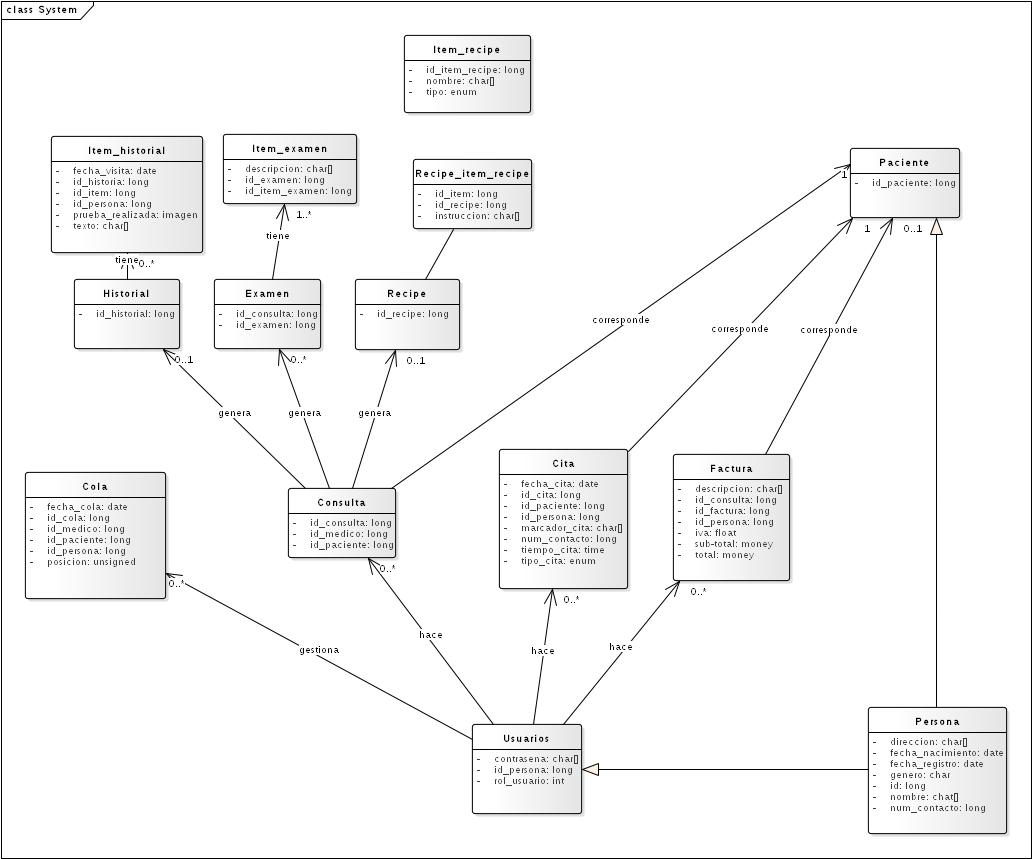 class System
Item_recipe
- id_item_recipe: long
- nombre: char[]
- tipo: enum
Item_historial
- fecha_visita: date
- id_historia: long
- id_item: long
- id_persona: long
- prueba_realizada: imagen
- texto: char[]
Item_examen
- descripcion: char[]
- id_examen: long
- id_item_examen: long
Recipe_item_recipe
- id_item: long
- id_recipe: long
- instruccion: char[]
Paciente
- id_paciente: long
1
1
0..1
1..*
tiene
tiene
0..*
Historial
- id_historial: long
Examen
- id_consulta: long
- id_examen: long
Recipe
- id_recipe: long
corresponde
corresponde
corresponde
0..1
0..*
0..1
genera
genera
genera
Cola
- fecha_cola: date
- id_cola: long
- id_medico: long
- id_paciente: long
- id_persona: long
- posicion: unsigned
Consulta
- id_consulta: long
- id_medico: long
- id_paciente: long
Cita
- fecha_cita: date
- id_cita: long
- id_paciente: long
- id_persona: long
- marcador_cita: char[]
- num_contacto: long
- tiempo_cita: time
- tipo_cita: enum
Factura
- descripcion: char[]
- id_consulta: long
- id_factura: long
- id_persona: long
- iva: float
- sub-total: money
- total: money
0..*
0..*
0..*
0..*
gestiona
hace
hace
hace
Usuarios
- contrasena: char[]
- id_persona: long
- rol_usuario: int
Persona
- direccion: char[]
- fecha_nacimiento: date
- fecha_registro: date
- genero: char
- id: long
- nombre: chat[]
- num_contacto: long